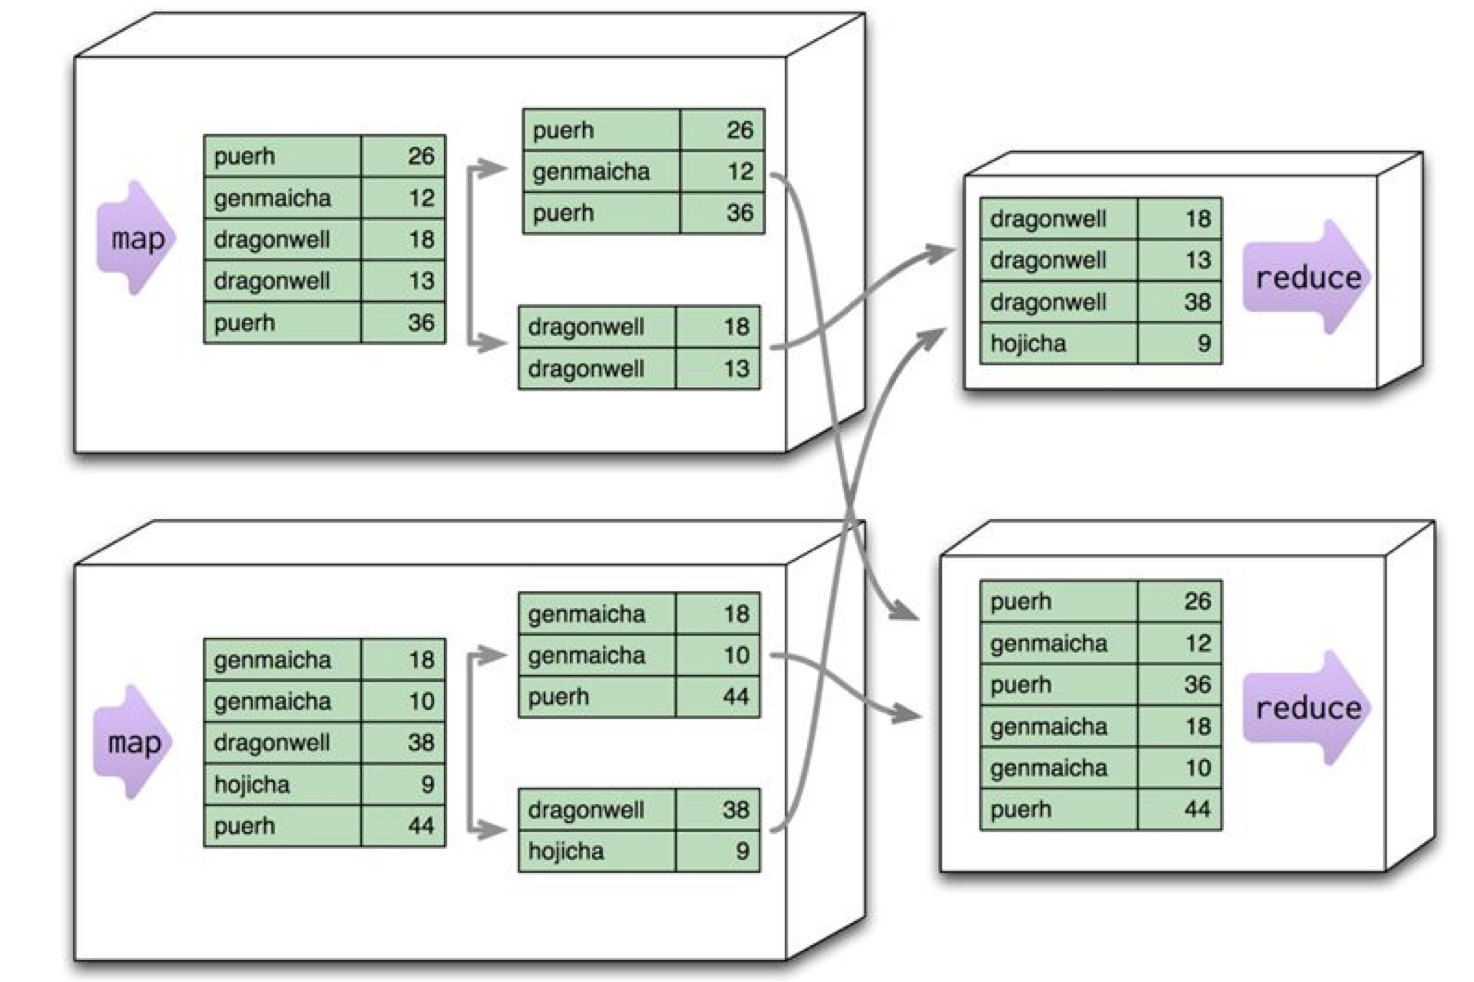 map
puerh 26
genmaicha 12
dragonwell 18
dragonwell 13
puerh 36
puerh 26
genmaicha 12
puerh 36
dragonwell 18
dragonwell 13
dragonwell 18
dragonwell 13
dragonwell 38
hojicha 9
reduce
map
genmaicha 18
genmaicha 10
dragonwell 38
hojicha 9
puerh 44
genmaicha 18
genmaicha 10
puerh 44
dragonwell 38
hojicha 9
puerh 26
genmaicha 12
puerh 36
genmaicha 18
genmaicha 10
puerh 44
reduce